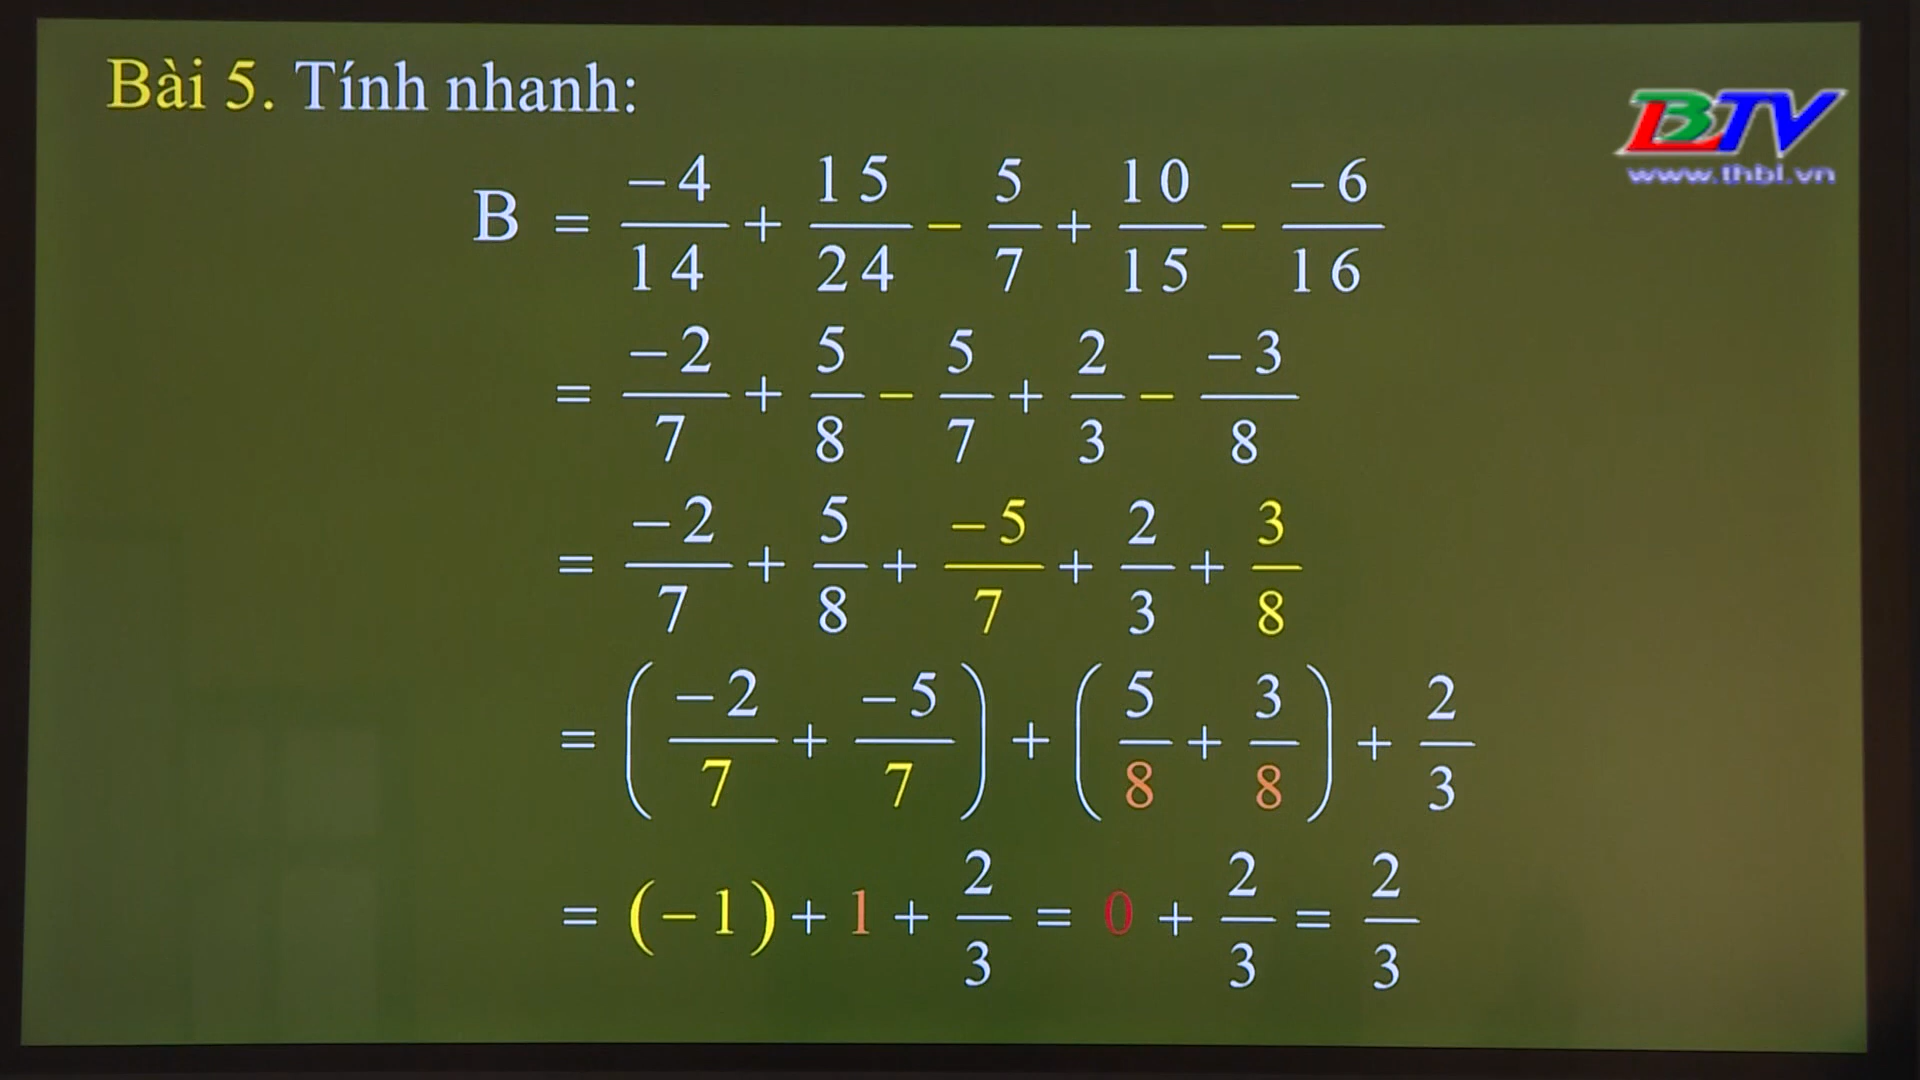 Bài 5. Tính nhanh:
BTV
www.thbl.vn
B = -4/14 + 15/24 - 5/7 + 10/15 - -6/16
= -2/7 + 5/8 - 5/7 + 2/3 - -3/8
= -2/7 + 5/8 + -5/7 + 2/3 + 3/8
= (-2/7 + -5/7) + (5/8 + 3/8) + 2/3
= (-1) + 1 + 2/3 = 0 + 2/3 = 2/3